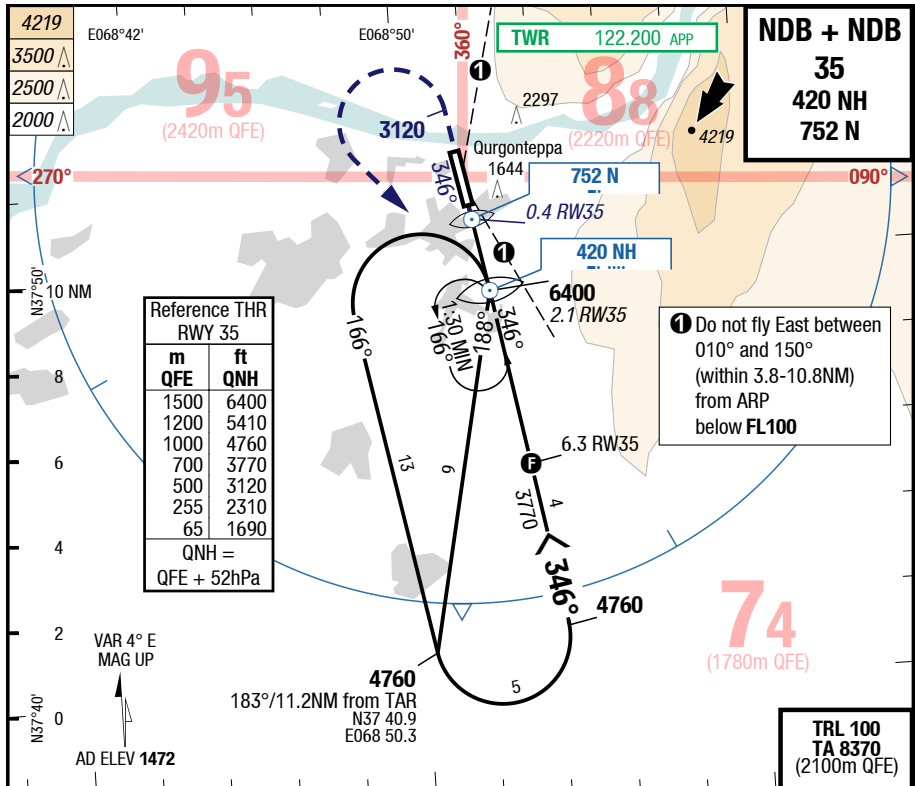 4219
3500
2500
2000
E068°42'
E068°50'
360°
TWR 122.200 APP
NDB + NDB
35
420 NH
752 N
95
(2420m QFE)
88
(2220m QFE)
1
2297
4219
3120
346°
Qurgonteppa
1644
270°
090°
752 N
0.4 RW35
1
420 NH
6400
2.1 RW35
N37°50'
10 NM
8
6
4
2
0
Reference THR
RWY 35
m ft
QFE QNH
1500 6400
1200 5410
1000 4760
700 3770
500 3120
255 2310
65 1690
QNH =
QFE + 52hPa
166°
1:30 MIN
166°
188°
346°
1 Do not fly East between
010° and 150°
(within 3.8-10.8NM)
from ARP
below FL100
F
6.3 RW35
13
9
4
3770
346°
4760
5
74
(1780m QFE)
VAR 4° E
MAG UP
4760
183°/11.2NM from TAR
N37 40.9
E068 50.3
N37°40'
AD ELEV 1472
TRL 100
TA 8370
(2100m QFE)